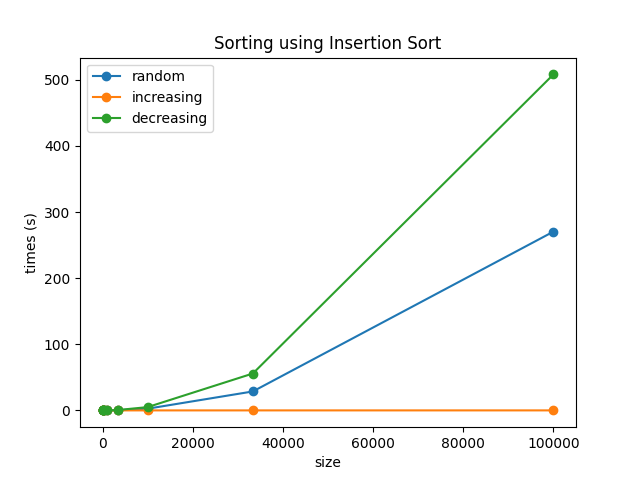 Sorting using Insertion Sort
random
increasing
decreasing
500
400
300
200
100
0
times (s)
0 20000 40000 60000 80000 100000
size